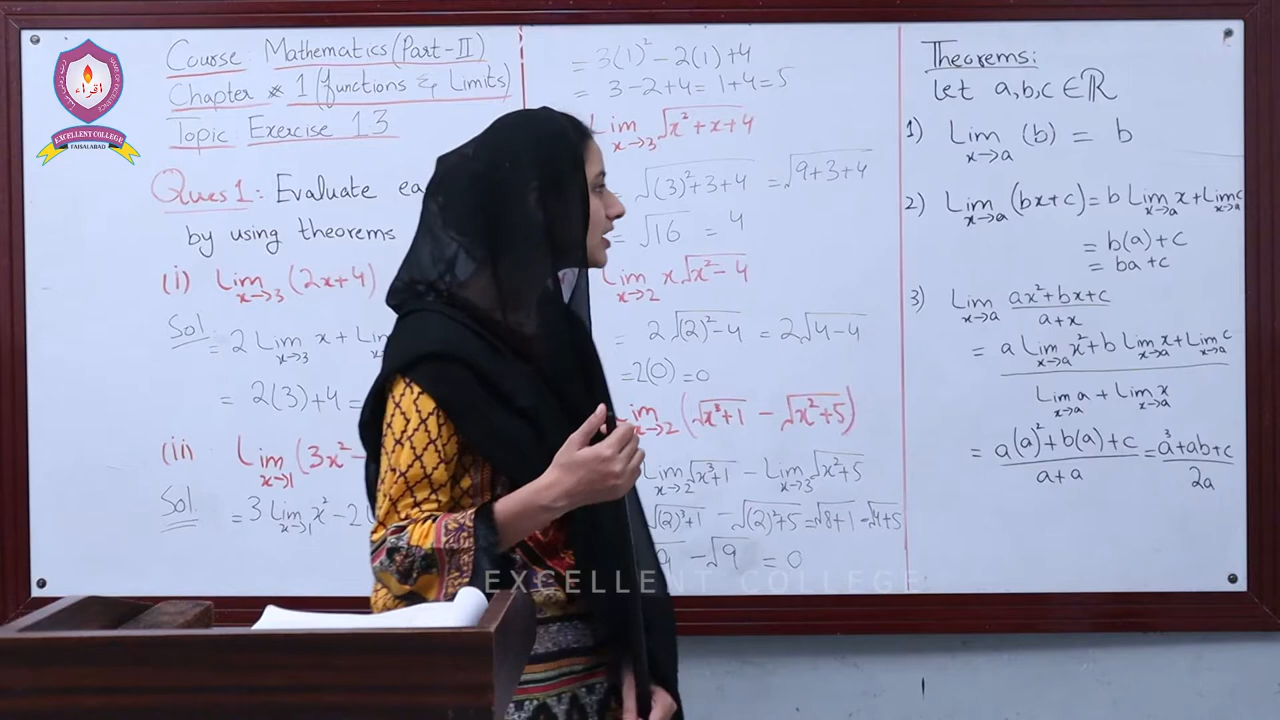 Course: Mathematics (Part-II)
Chapter # 1 (functions & Limits)
Topic: Exercise 1.3
Ques 1: Evaluate
by using theorems
(i) Lim x→3 (2x+4)
Sol
= 2 Lim x→3 x +
= 2(3)+4 =
(ii) Lim x→1 (3x²-
Sol
= 3 Lim x→1 x² - 2
= 3(1)² - 2(1) + 4
= 3-2+4 = 1+4 = 5
Lim x→3 √x²+x+4
√(3)²+3+4 = √9+3+4
= √16 = 4
Lim x→2 x√x²-4
= 2√(2)²-4 = 2√4-4
= 2(0) = 0
Lim x→2 (√x³+1 - √x²+5)
Lim x→2 √x³+1 - Lim x→3 √x²+5
√(2)³+1 - √(2)²+5 = √8+1 - √4+5
√9 - √9 = 0
Theorems:
let a,b,c ∈ ℝ
1) Lim x→a (b) = b
2) Lim x→a (bx+c) = b Lim x→a x + Lim x→a c
= b(a)+c
= ba+c
3) Lim x→a ax²+bx+c / a+x
= a Lim x→a x² + b Lim x→a x + Lim x→a c / Lim x→a a + Lim x→a x
= a(a)²+b(a)+c / a+a = a³+ab+c / 2a
اقراء
EXCELLENT COLLEGE
FAISALABAD
EXCELLENT COLLEGE